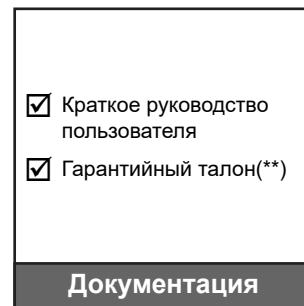 ☑ Краткое руководство
пользователя
☑ Гарантийный талон(**)
Документация